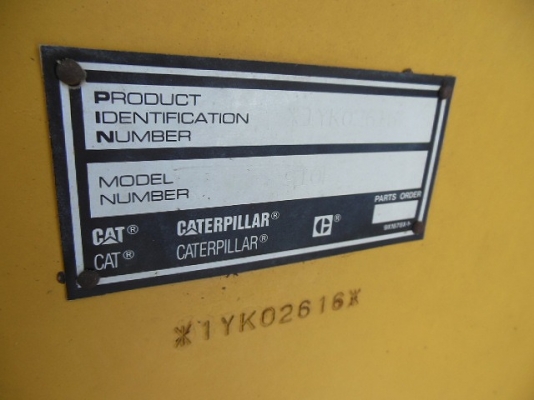 PRODUCT
IDENTIFICATION
NUMBER
MODEL
NUMBER
PARTS ORDER
CAT® CATERPILLAR® C®
CAT® CATERPILLAR®
*1YK02616*